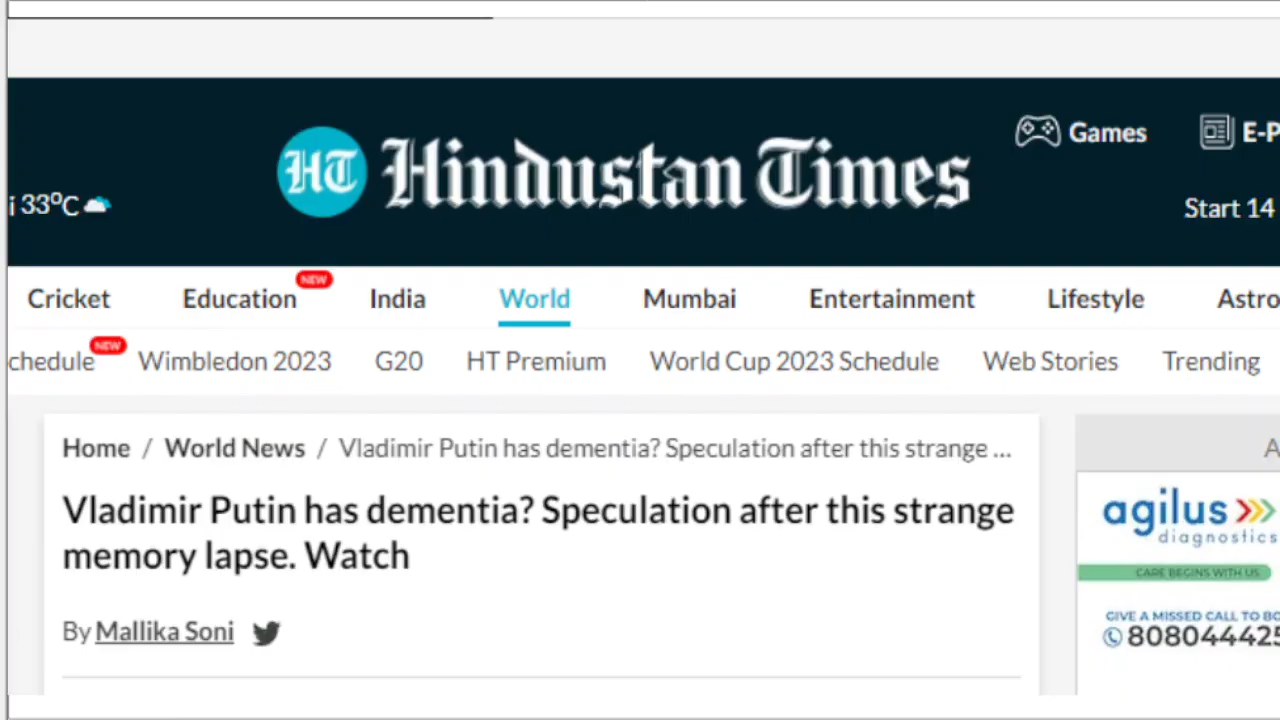 Games
E-P
HT Hindustan Times
i 33°C
Start 14
NEW
Cricket Education India World Mumbai Entertainment Lifestyle Astro
NEW
chedule Wimbledon 2023 G20 HT Premium World Cup 2023 Schedule Web Stories Trending
Home / World News / Vladimir Putin has dementia? Speculation after this strange ...
A
Vladimir Putin has dementia? Speculation after this strange
memory lapse. Watch
By Mallika Soni
agilus
diagnostics
CARE BEGINS WITH US
GIVE A MISSED CALL TO BO
808044425